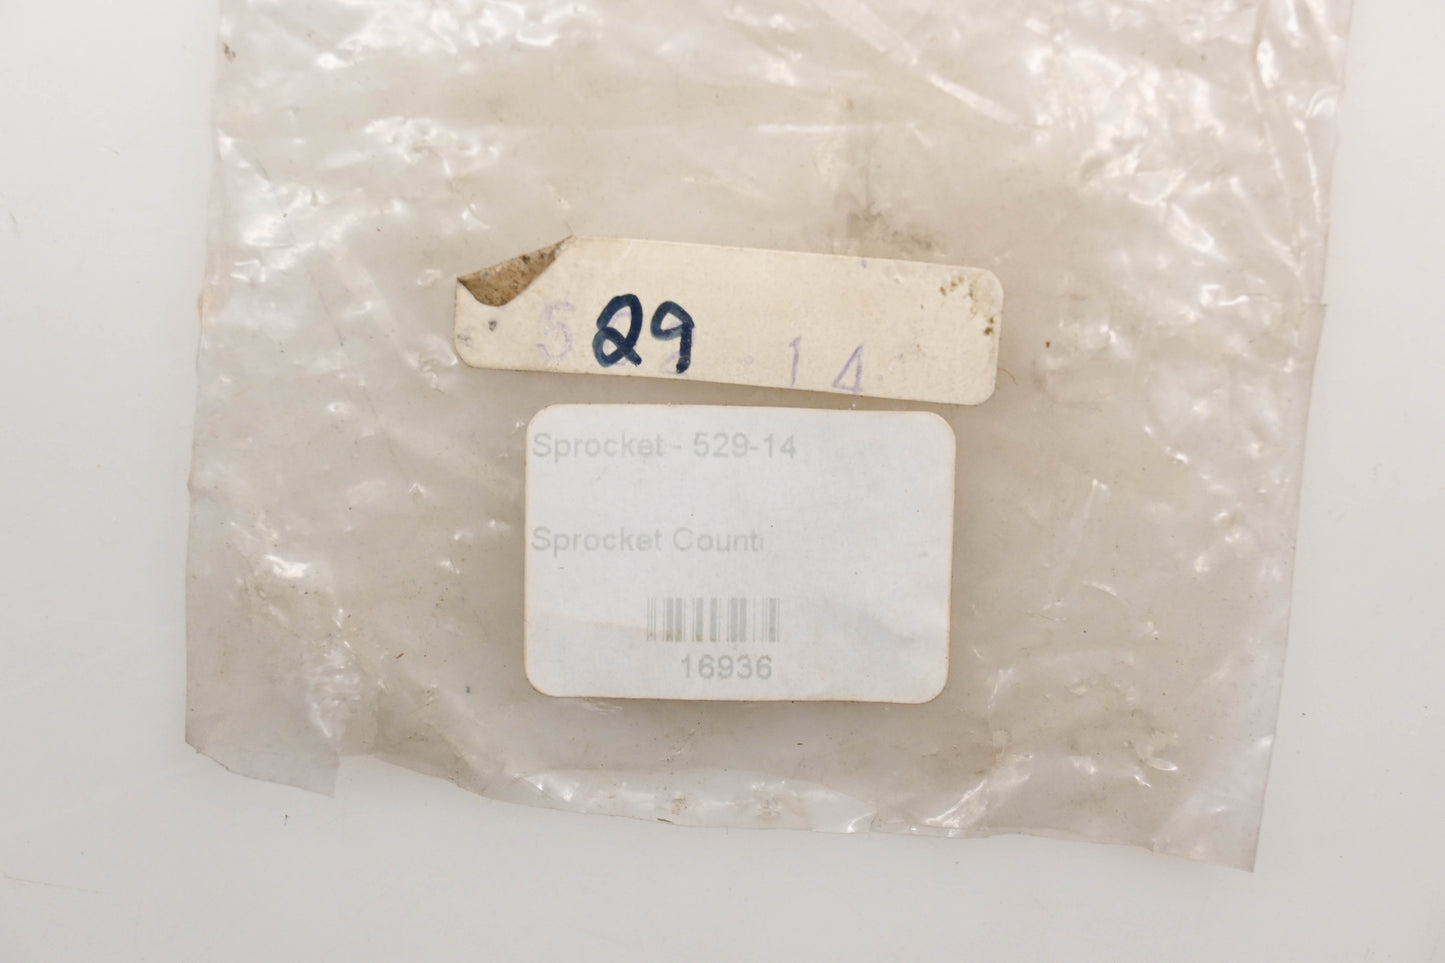 529-14
Sprocket - 529-14
Sprocket Count
16936